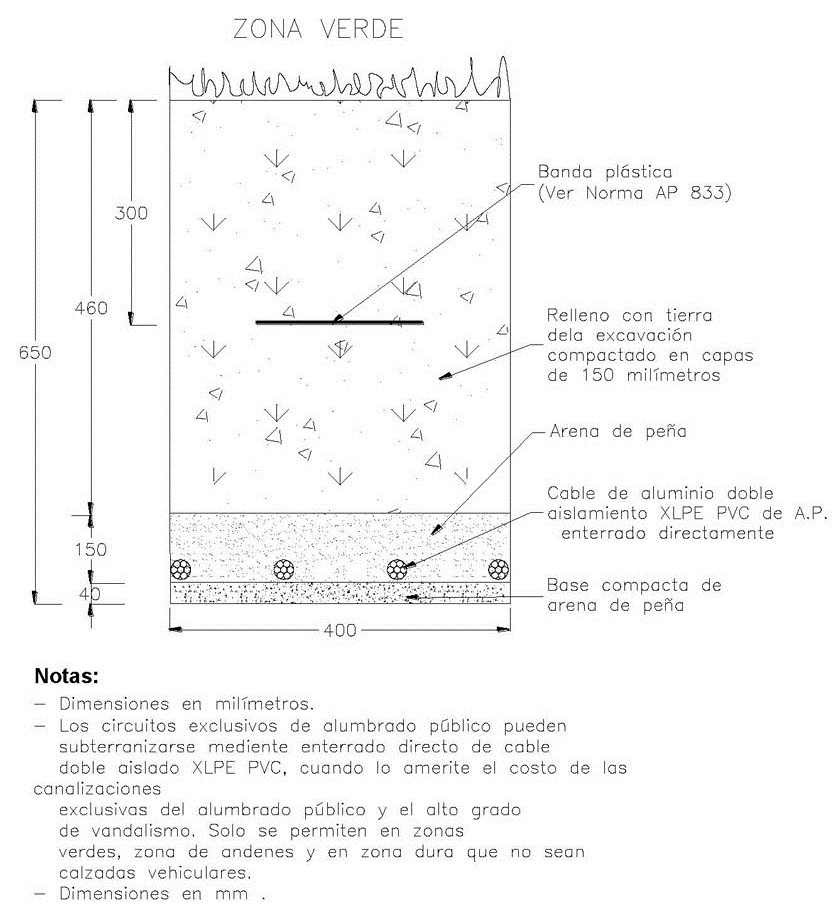 ZONA VERDE
300
460
650
150
40
400
Banda plástica
(Ver Norma AP 833)
Relleno con tierra
dela excavación
compactado en capas
de 150 milímetros
Arena de peña
Cable de aluminio doble
aislamiento XLPE PVC de A.P.
enterrado directamente
Base compacta de
arena de peña
Notas:
– Dimensiones en milímetros.
– Los circuitos exclusivos de alumbrado público pueden
subterranizarse mediente enterrado directo de cable
doble aislado XLPE PVC, cuando lo amerite el costo de las
canalizaciones
exclusivas del alumbrado público y el alto grado
de vandalismo. Solo se permiten en zonas
verdes, zona de andenes y en zona dura que no sean
calzadas vehiculares.
– Dimensiones en mm .